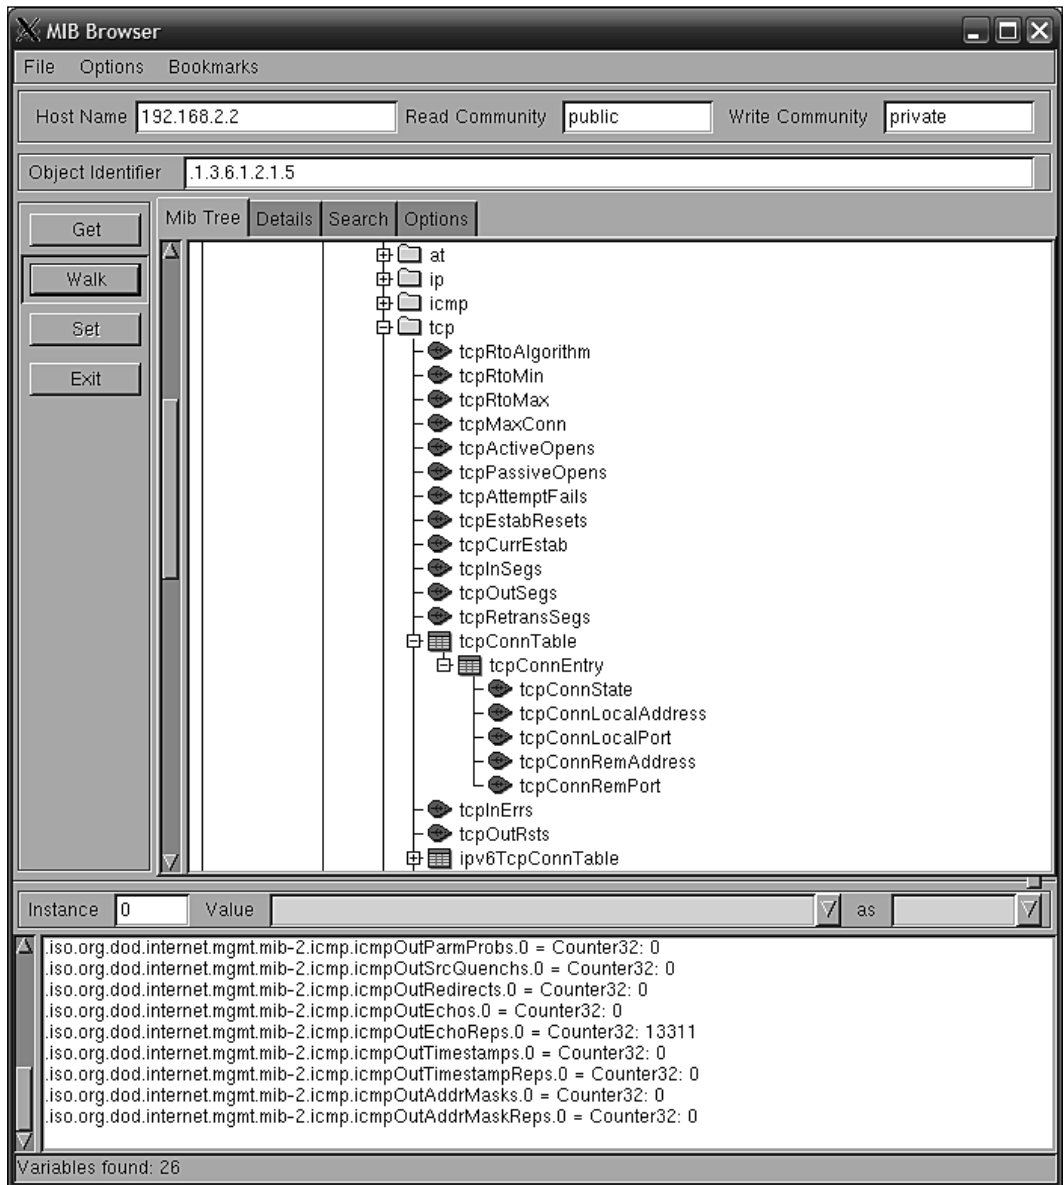 MIB Browser
File Options Bookmarks
Host Name 192.168.2.2 Read Community public Write Community private
Object Identifier .1.3.6.1.2.1.5
Get
Walk
Set
Exit
Mib Tree Details Search Options
at
ip
icmp
tcp
tcpRtoAlgorithm
tcpRtoMin
tcpRtoMax
tcpMaxConn
tcpActiveOpens
tcpPassiveOpens
tcpAttemptFails
tcpEstabResets
tcpCurrEstab
tcpInSegs
tcpOutSegs
tcpRetransSegs
tcpConnTable
tcpConnEntry
tcpConnState
tcpConnLocalAddress
tcpConnLocalPort
tcpConnRemAddress
tcpConnRemPort
tcpInErrs
tcpOutRsts
ipv6TcpConnTable
Instance 0 Value as
.iso.org.dod.internet.mgmt.mib-2.icmp.icmpOutParmProbs.0 = Counter32: 0
.iso.org.dod.internet.mgmt.mib-2.icmp.icmpOutSrcQuenchs.0 = Counter32: 0
.iso.org.dod.internet.mgmt.mib-2.icmp.icmpOutRedirects.0 = Counter32: 0
.iso.org.dod.internet.mgmt.mib-2.icmp.icmpOutEchos.0 = Counter32: 0
.iso.org.dod.internet.mgmt.mib-2.icmp.icmpOutEchoReps.0 = Counter32: 13311
.iso.org.dod.internet.mgmt.mib-2.icmp.icmpOutTimestamps.0 = Counter32: 0
.iso.org.dod.internet.mgmt.mib-2.icmp.icmpOutTimestampReps.0 = Counter32: 0
.iso.org.dod.internet.mgmt.mib-2.icmp.icmpOutAddrMasks.0 = Counter32: 0
.iso.org.dod.internet.mgmt.mib-2.icmp.icmpOutAddrMaskReps.0 = Counter32: 0
Variables found: 26